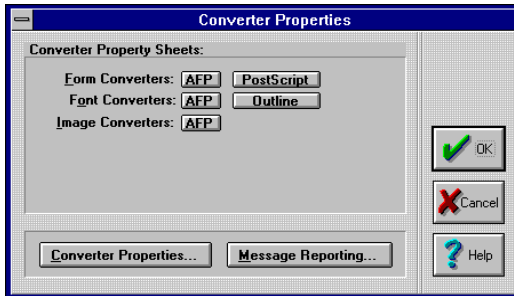 Converter Properties
Converter Property Sheets:
Form Converters: AFP PostScript
Font Converters: AFP Outline
Image Converters: AFP
OK
Cancel
Converter Properties... Message Reporting...
Help